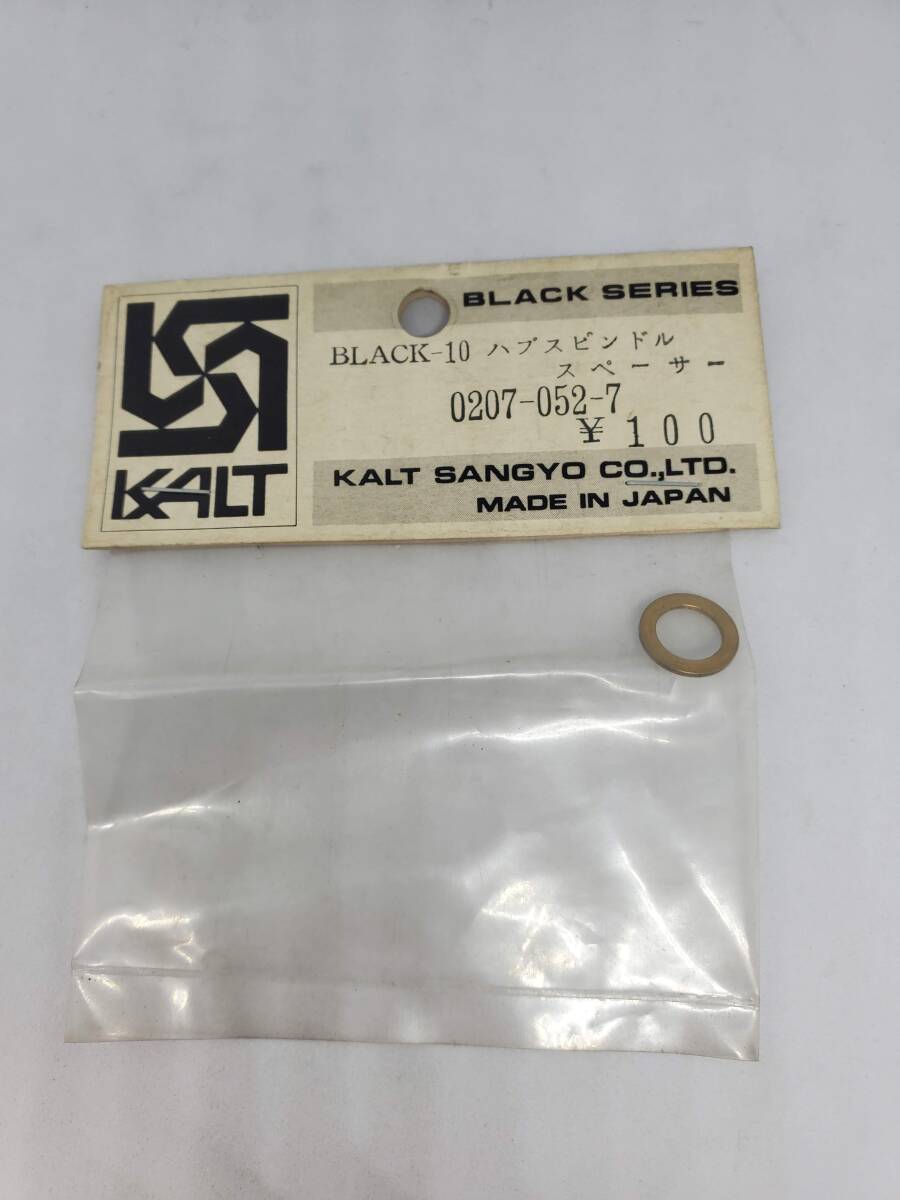 BLACK SERIES
BLACK-10 ハブスピンドル
スペーサー
0207-052-7
¥ 100
KALT
KALT SANGYO CO.,LTD.
MADE IN JAPAN